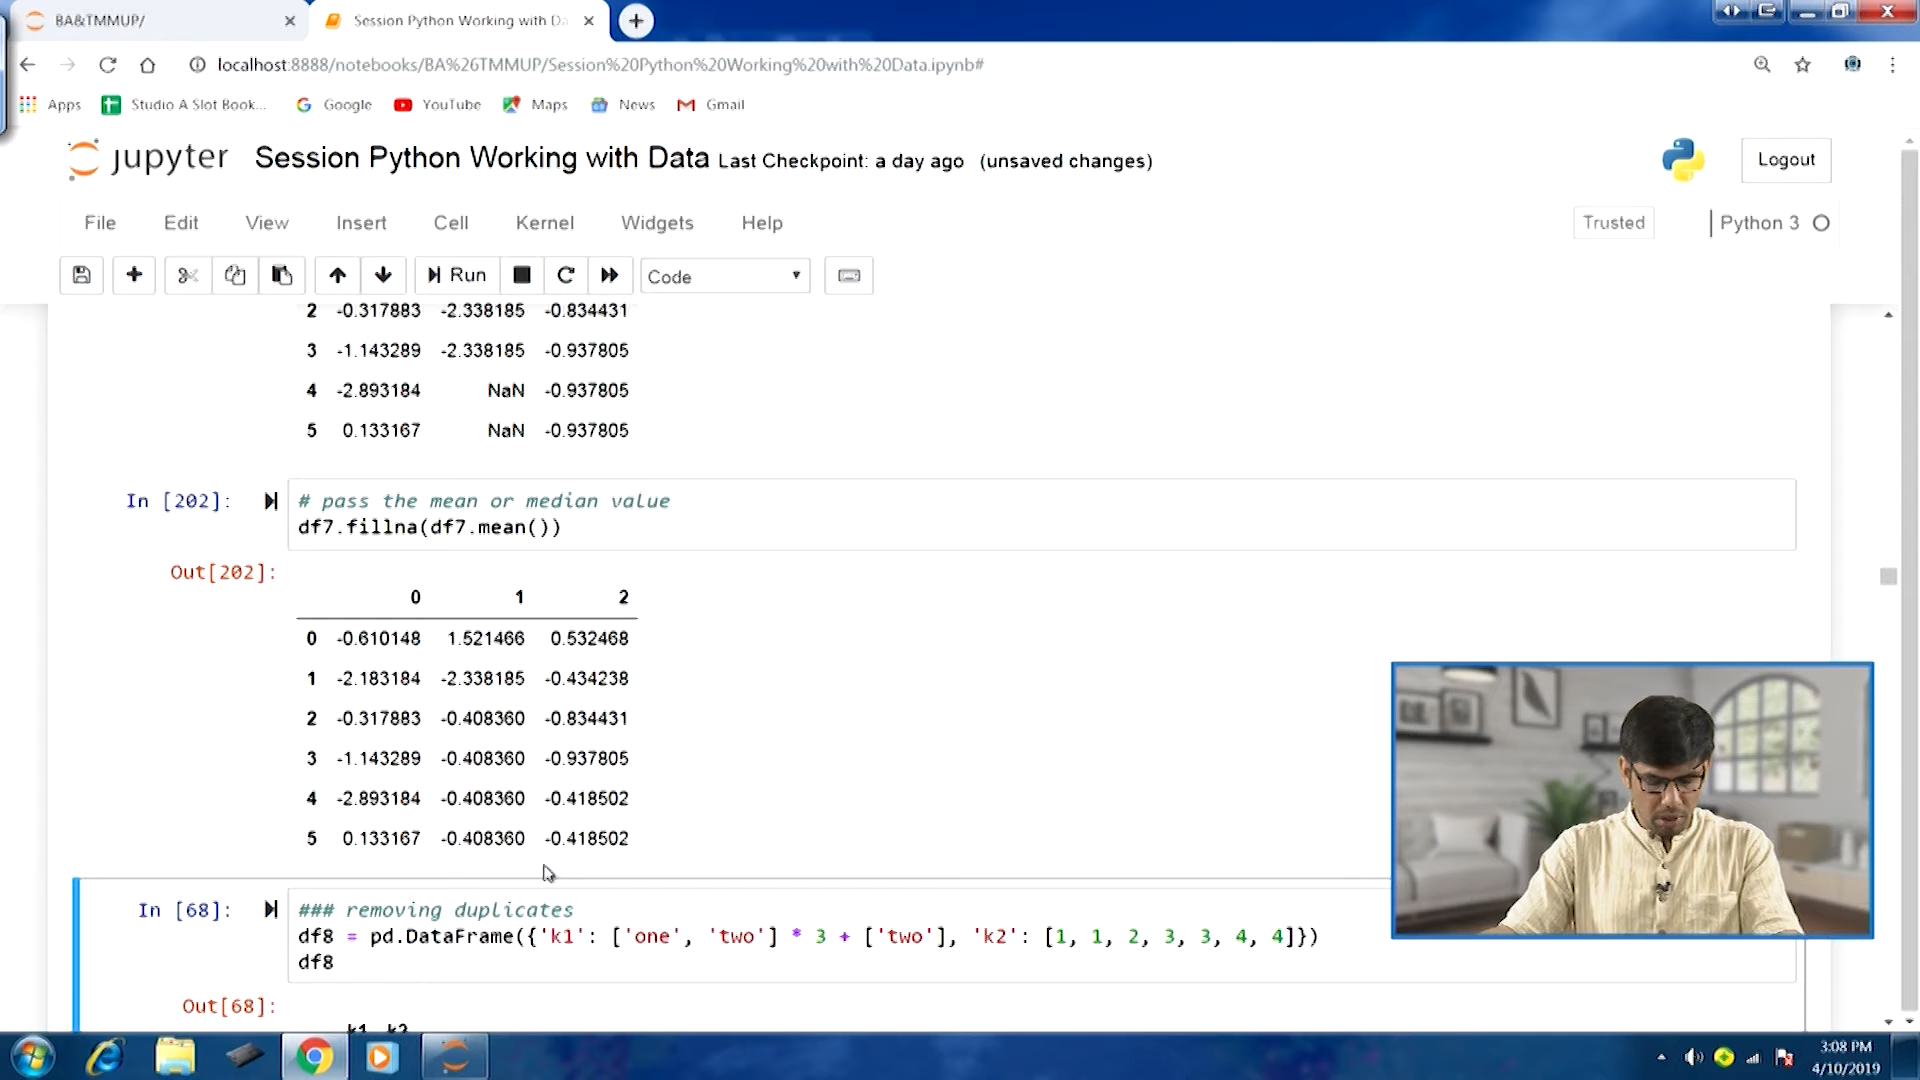 BA&TMMUP/
Session Python Working with Da
localhost:8888/notebooks/BA%26TMMUP/Session%20Python%20Working%20with%20Data.ipynb#
Apps Studio A Slot Book... Google YouTube Maps News Gmail
jupyter Session Python Working with Data Last Checkpoint: a day ago (unsaved changes)
Logout
File Edit View Insert Cell Kernel Widgets Help
Trusted Python 3
Run Code
2 -0.317883 -2.338185 -0.834431
3 -1.143289 -2.338185 -0.937805
4 -2.893184 NaN -0.937805
5 0.133167 NaN -0.937805
In [202]: # pass the mean or median value
df7.fillna(df7.mean())
Out[202]:
0 1 2
0 -0.610148 1.521466 0.532468
1 -2.183184 -2.338185 -0.434238
2 -0.317883 -0.408360 -0.834431
3 -1.143289 -0.408360 -0.937805
4 -2.893184 -0.408360 -0.418502
5 0.133167 -0.408360 -0.418502
In [68]: ### removing duplicates
df8 = pd.DataFrame({'k1': ['one', 'two'] * 3 + ['two'], 'k2': [1, 1, 2, 3, 3, 4, 4]})
df8
Out[68]:
k1 k2
3:08 PM
4/10/2019